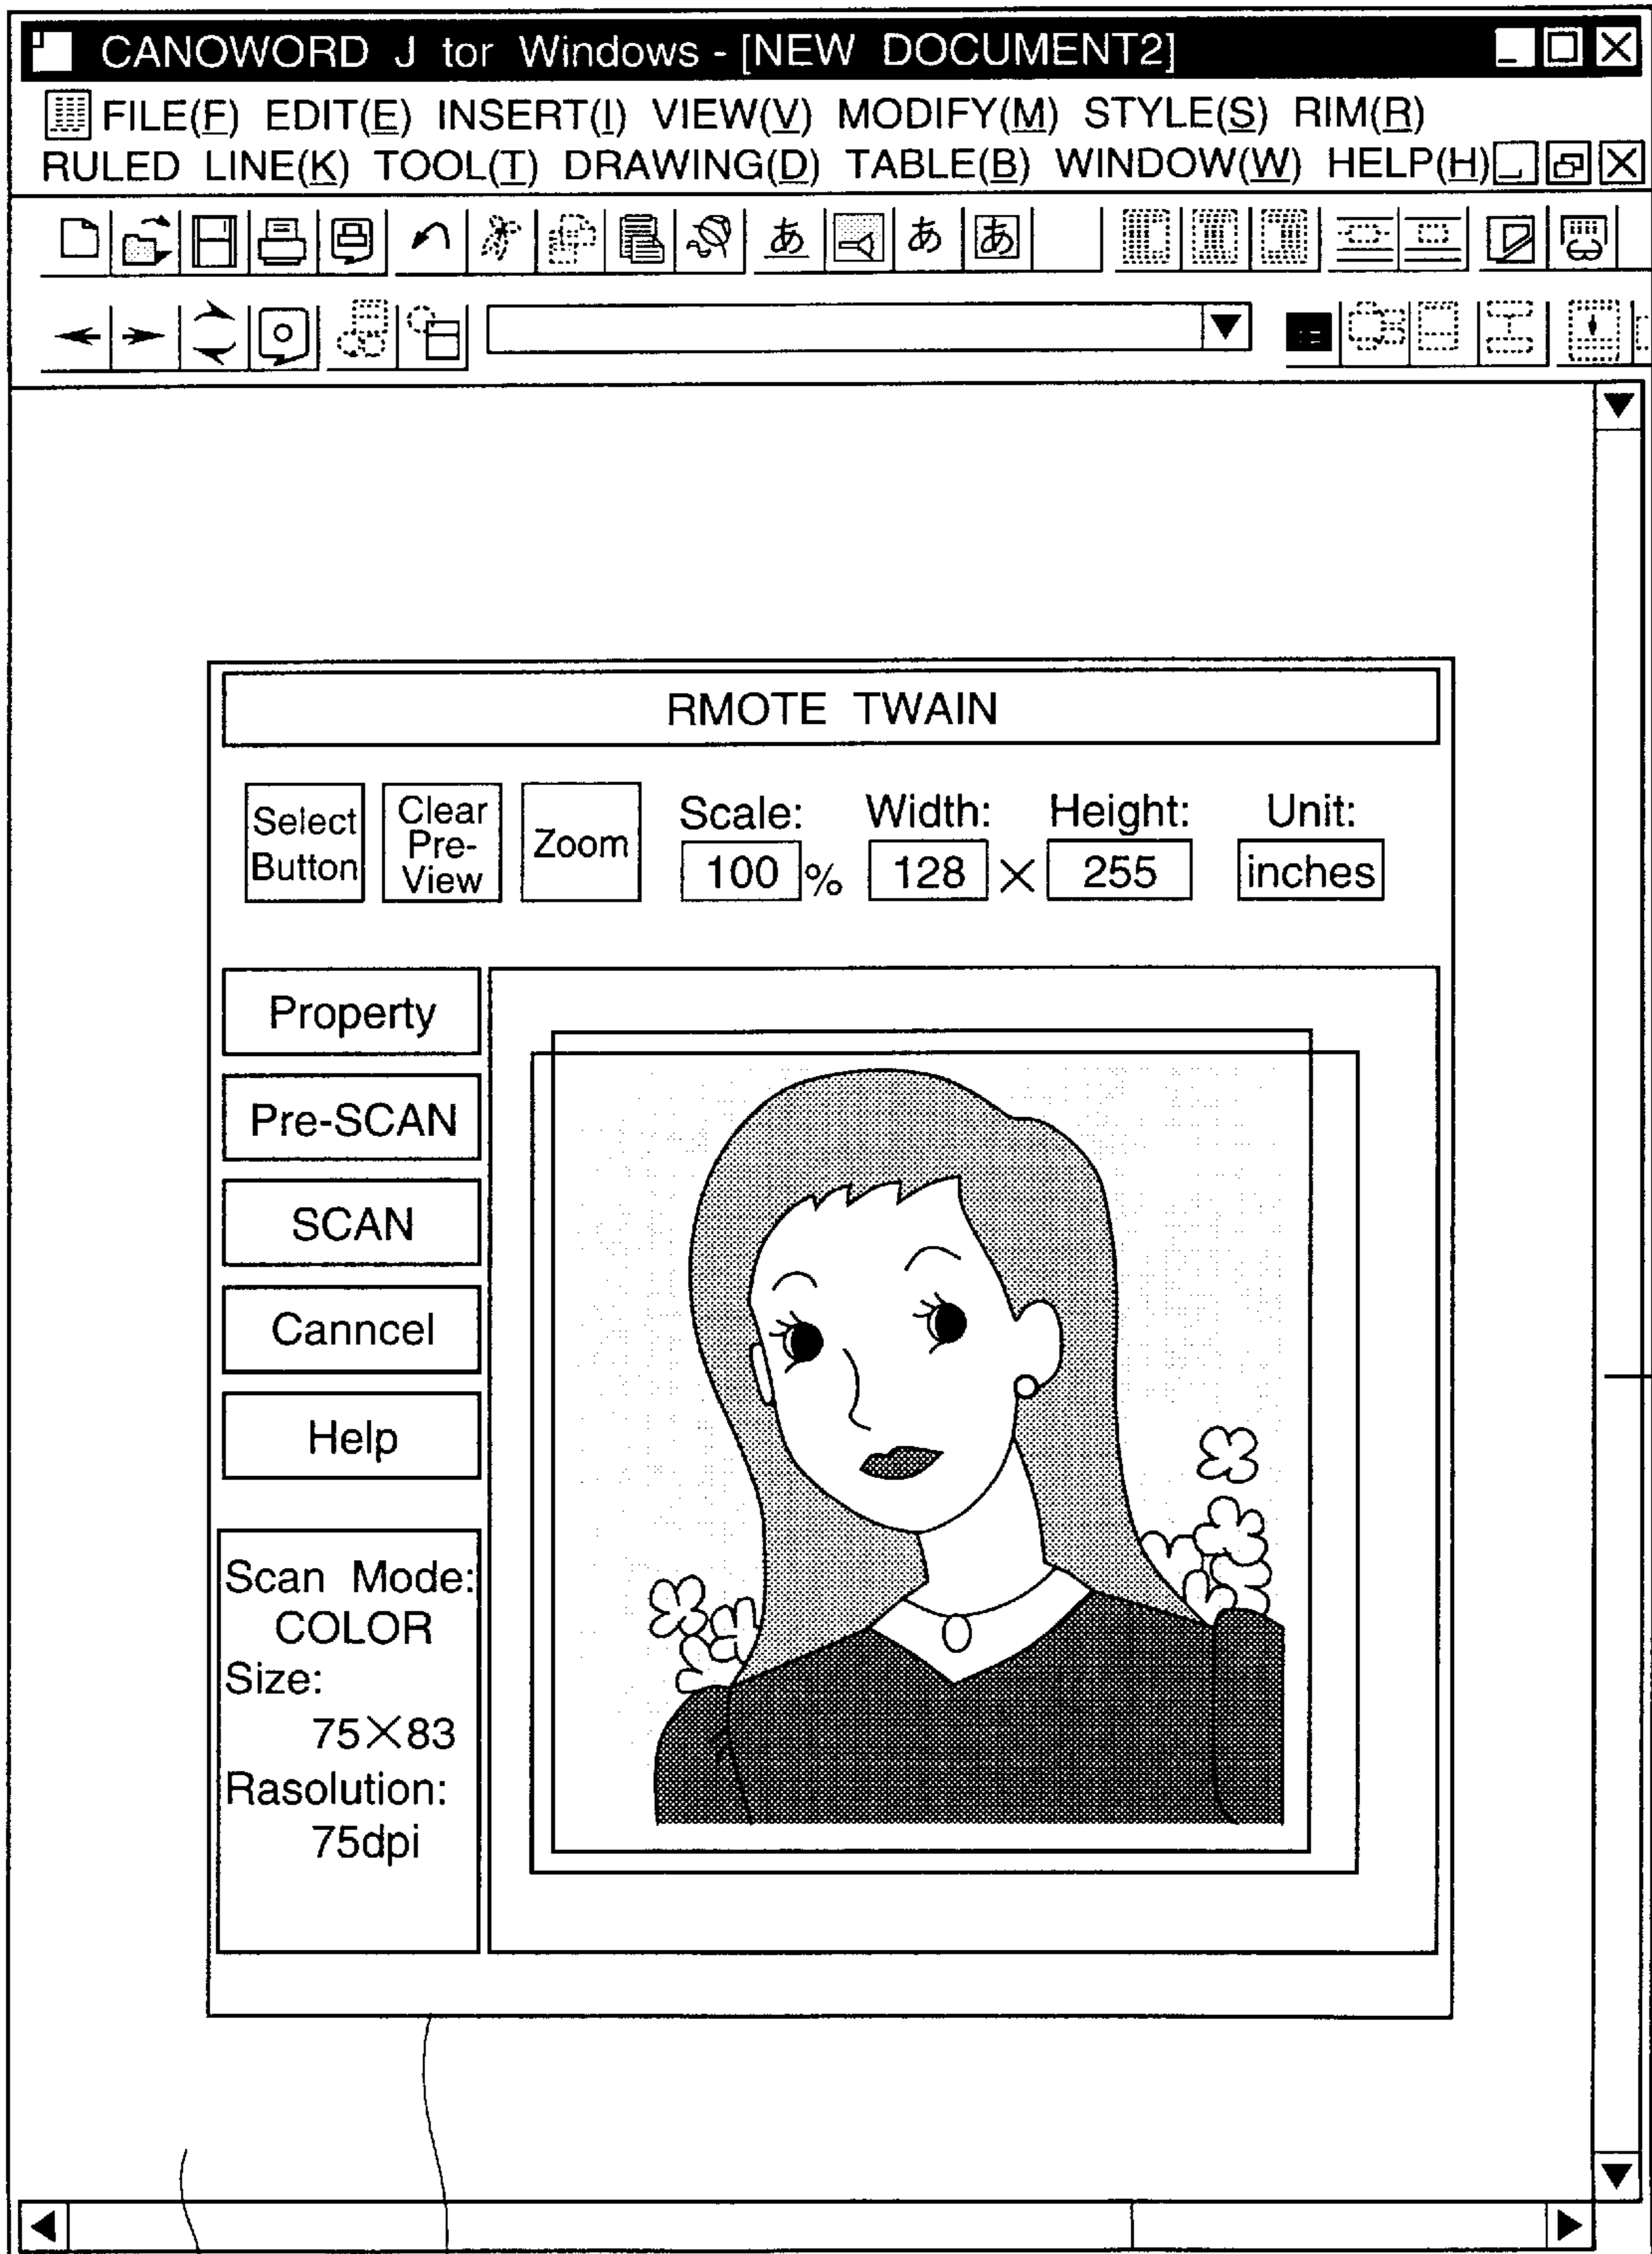 CANOWORD J tor Windows - [NEW DOCUMENT2]
FILE(F) EDIT(E) INSERT(I) VIEW(V) MODIFY(M) STYLE(S) RIM(R)
RULED LINE(K) TOOL(T) DRAWING(D) TABLE(B) WINDOW(W) HELP(H)
あ あ あ
RMOTE TWAIN
Select
Button
Clear
Pre-
View
Zoom
Scale:
100 %
Width:
128 ×
Height:
255
Unit:
inches
Property
Pre-SCAN
SCAN
Canncel
Help
Scan Mode:
COLOR
Size:
75×83
Rasolution:
75dpi